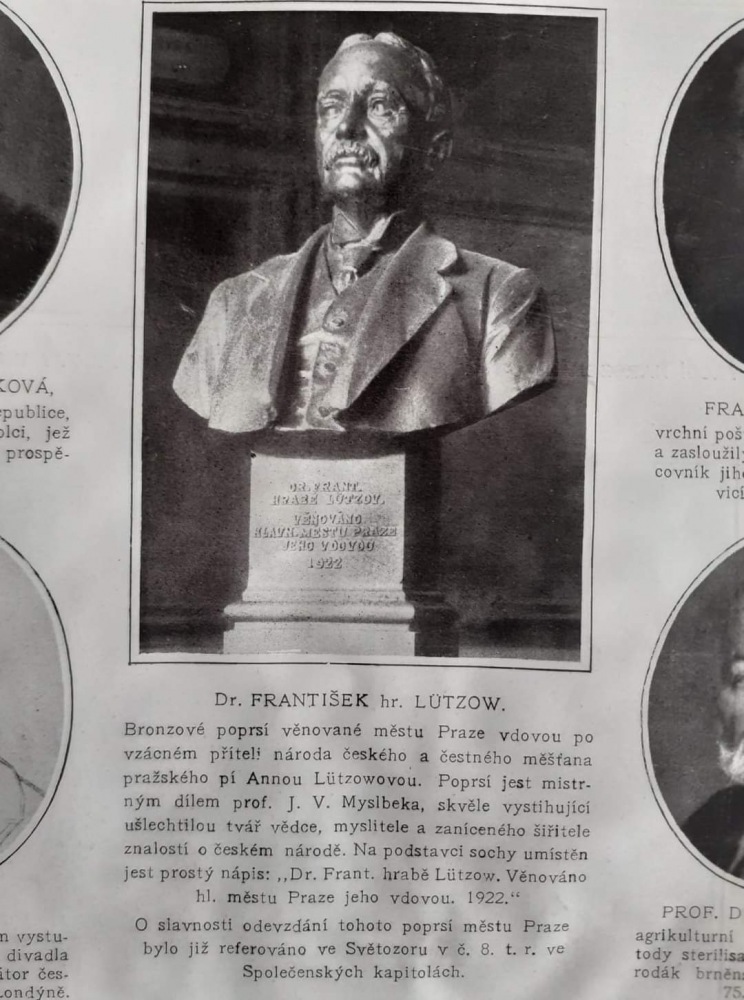 DR. FRANT.
HRABĚ LÜTZOV.
VĚNOVÁNO
HLAVN. MĚSTU PRAZE
JEHO VDOVOU
1922
Dr. FRANTIŠEK hr. LÜTZOW.
Bronzové poprsí věnované městu Praze vdovou po
vzácném příteli národa českého a čestného měšťana
pražského pí Annou Lützowovou. Poprsí jest mistr-
ným dílem prof. J. V. Myslbeka, skvěle vystihující
ušlechtilou tvář vědce, myslitele a zaníceného šiřitele
znalostí o českém národě. Na podstavci sochy umístěn
jest prostý nápis: „Dr. Frant. hrabě Lützow. Věnováno
hl. městu Praze jeho vdovou. 1922.“
O slavnosti odevzdání tohoto poprsí městu Praze
bylo již referováno ve Světozoru v č. 8. t. r. ve
Společenských kapitolách.
KOVÁ,
epublice,
olci, jež
prospě-
n vystu-
divadla
itor čes-
Londýně.
FRA
vrchní poš
a zasloužilý
covník jih
vicí
PROF. D
agrikulturní
tody sterilisa
rodák brněns
75.